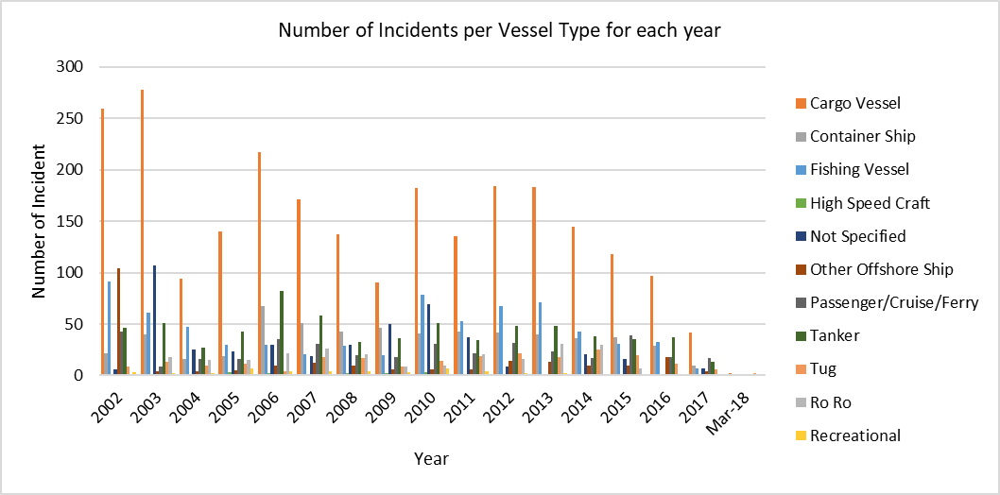 Number of Incidents per Vessel Type for each year
300
250
200
150
100
50
0
Number of Incident
2002
2003
2004
2005
2006
2007
2008
2009
2010
2011
2012
2013
2014
2015
2016
2017
Mar-18
Year
Cargo Vessel
Container Ship
Fishing Vessel
High Speed Craft
Not Specified
Other Offshore Ship
Passenger/Cruise/Ferry
Tanker
Tug
Ro Ro
Recreational